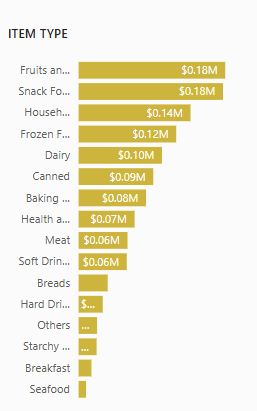 ITEM TYPE
Fruits an... $0.18M
Snack Fo... $0.18M
Househ... $0.14M
Frozen F... $0.12M
Dairy $0.10M
Canned $0.09M
Baking ... $0.08M
Health a... $0.07M
Meat $0.06M
Soft Drin... $0.06M
Breads
Hard Dri... $...
Others ...
Starchy ... ...
Breakfast
Seafood